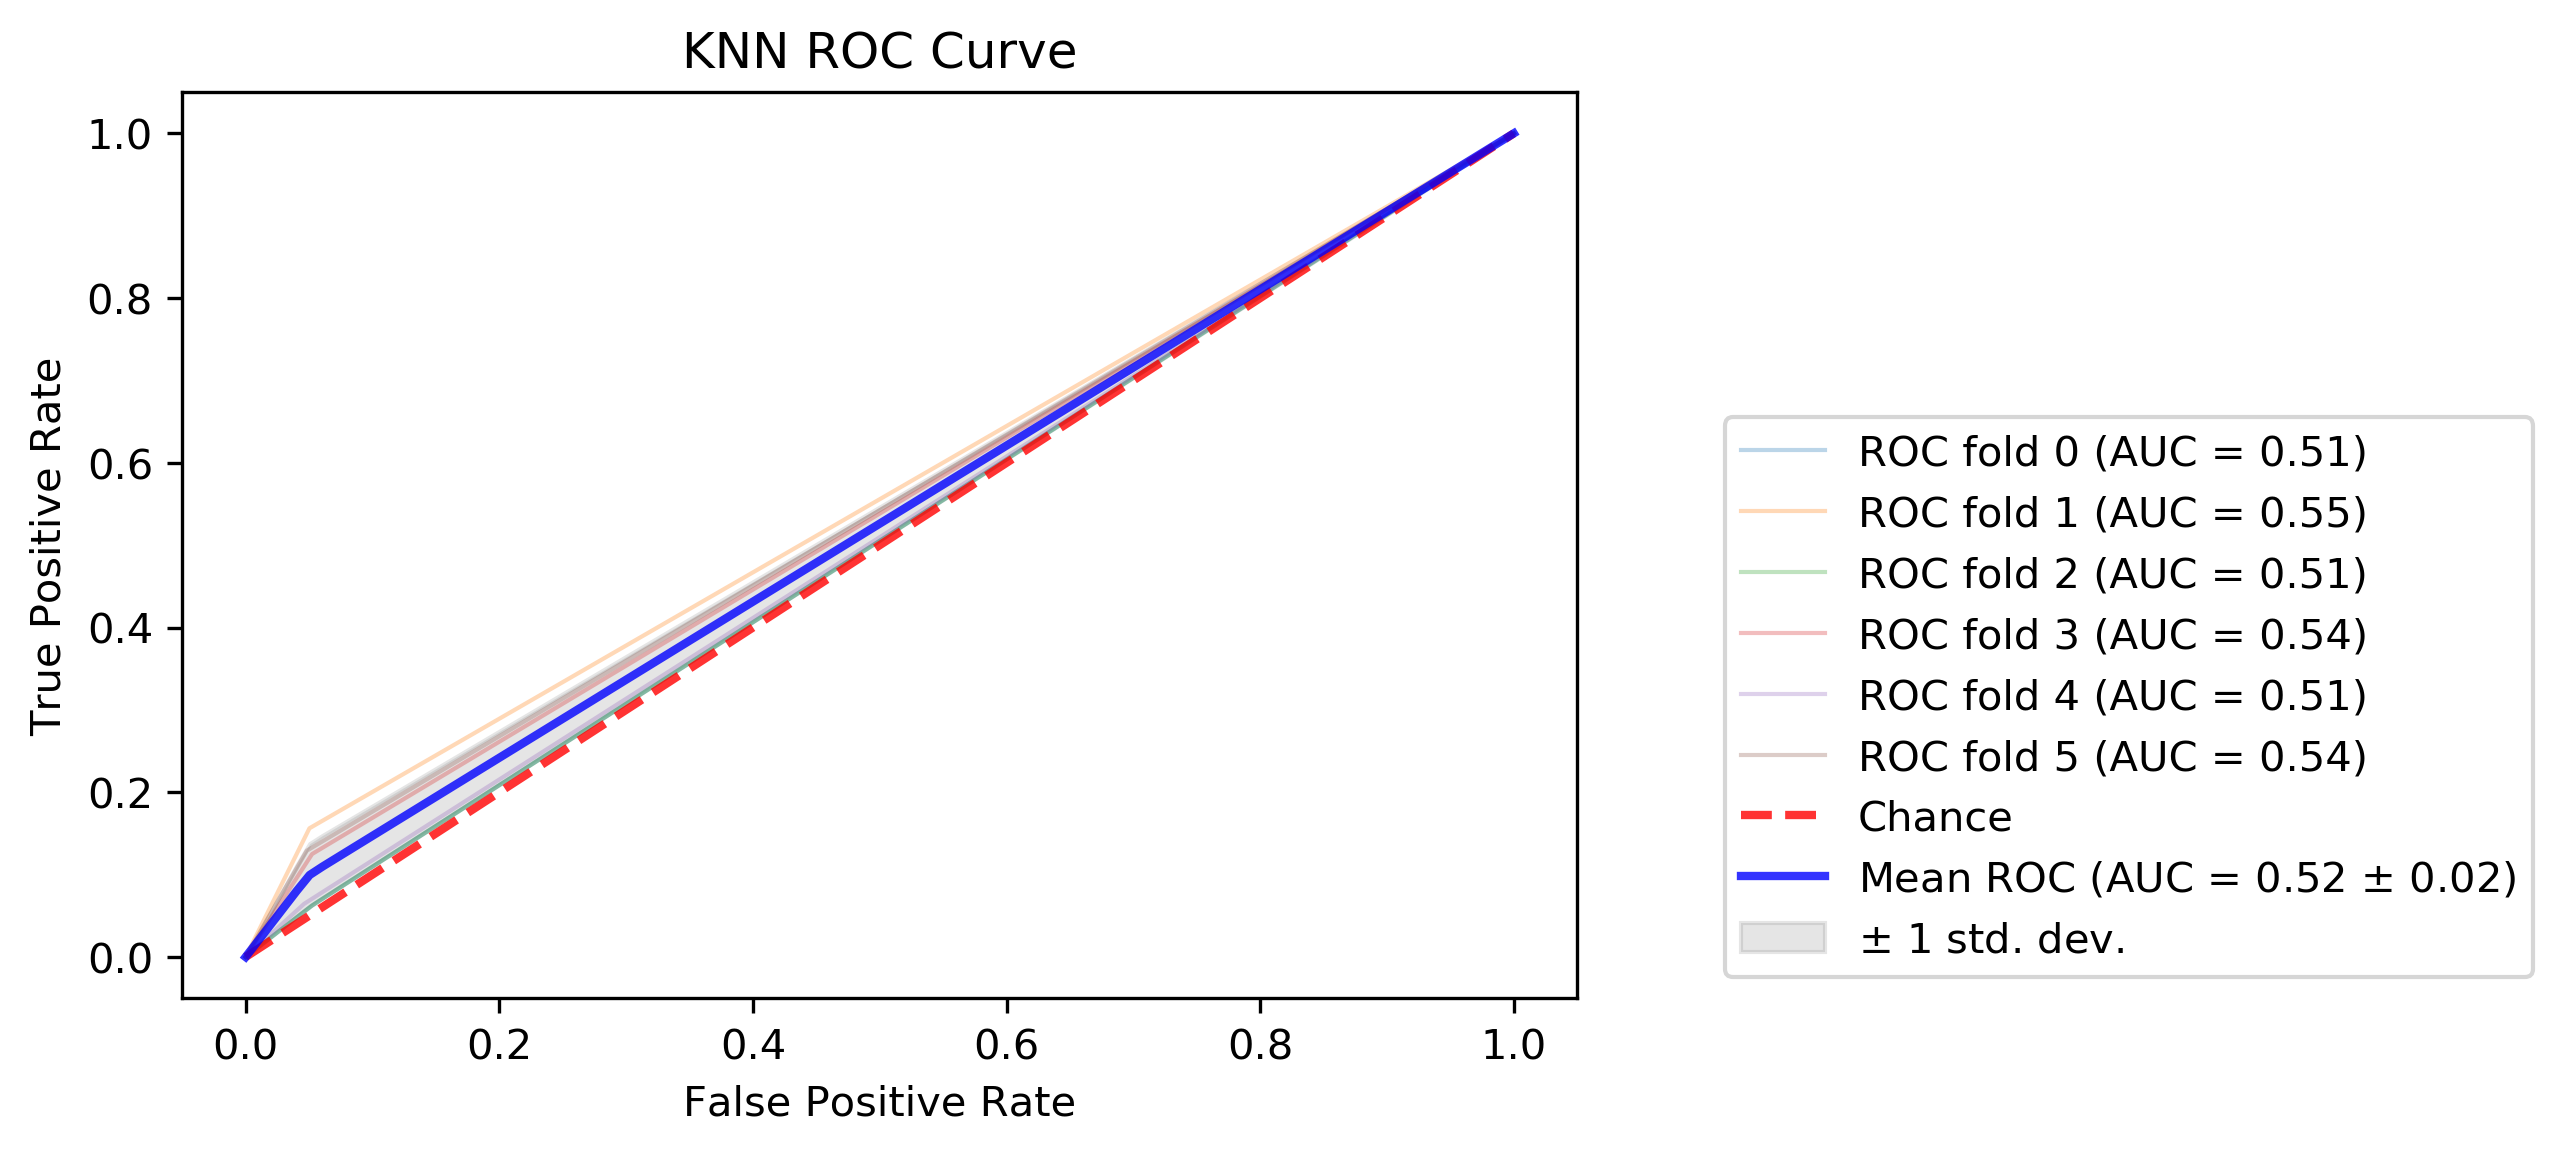 KNN ROC Curve
True Positive Rate
1.0
0.8
0.6
0.4
0.2
0.0
0.0 0.2 0.4 0.6 0.8 1.0
False Positive Rate
ROC fold 0 (AUC = 0.51)
ROC fold 1 (AUC = 0.55)
ROC fold 2 (AUC = 0.51)
ROC fold 3 (AUC = 0.54)
ROC fold 4 (AUC = 0.51)
ROC fold 5 (AUC = 0.54)
Chance
Mean ROC (AUC = 0.52 ± 0.02)
± 1 std. dev.